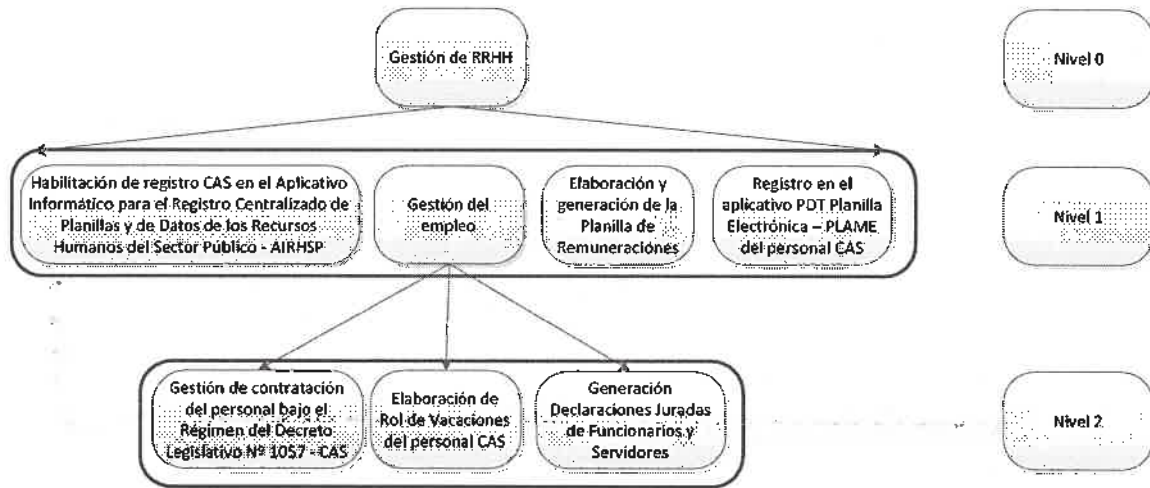 Gestión de RRHH
Nivel 0
Habilitación de registro CAS en el Aplicativo
Informático para el Registro Centralizado de
Planillas y de Datos de los Recursos
Humanos del Sector Público - AIRHSP
Gestión del
empleo
Elaboración y
generación de la
Planilla de
Remuneraciones
Registro en el
aplicativo PDT Planilla
Electrónica – PLAME
del personal CAS
Nivel 1
Gestión de contratación
del personal bajo el
Régimen del Decreto
Legislativo Nº 1057 - CAS
Elaboración de
Rol de Vacaciones
del personal CAS
Generación
Declaraciones Juradas
de Funcionarios y
Servidores
Nivel 2